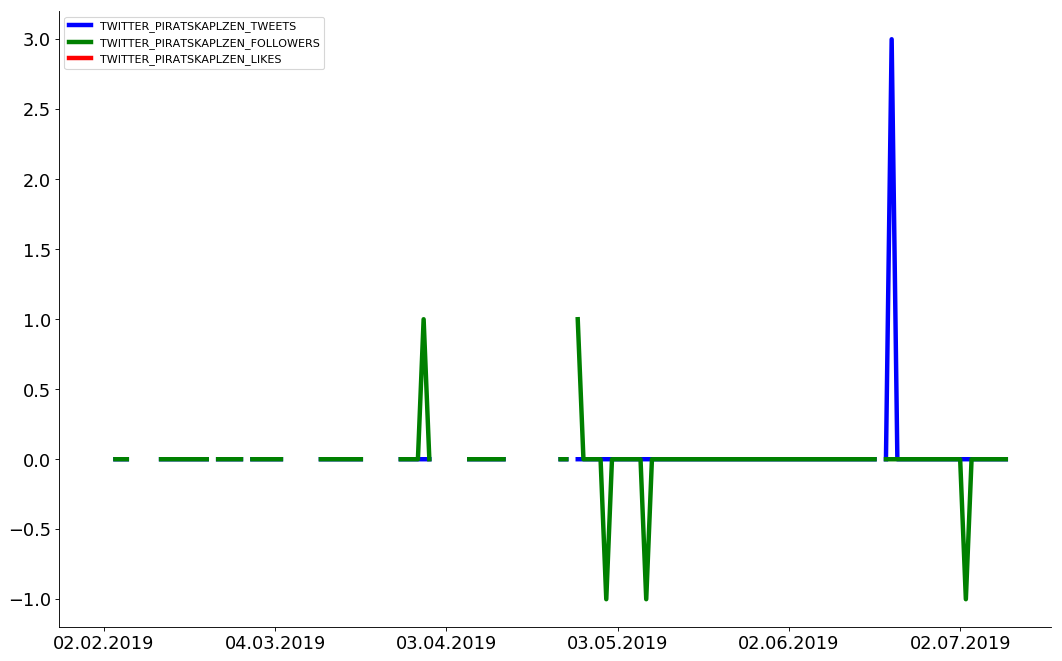 TWITTER_PIRATSKAPLZEN_TWEETS
TWITTER_PIRATSKAPLZEN_FOLLOWERS
TWITTER_PIRATSKAPLZEN_LIKES
3.0
2.5
2.0
1.5
1.0
0.5
0.0
−0.5
−1.0
02.02.2019 04.03.2019 03.04.2019 03.05.2019 02.06.2019 02.07.2019